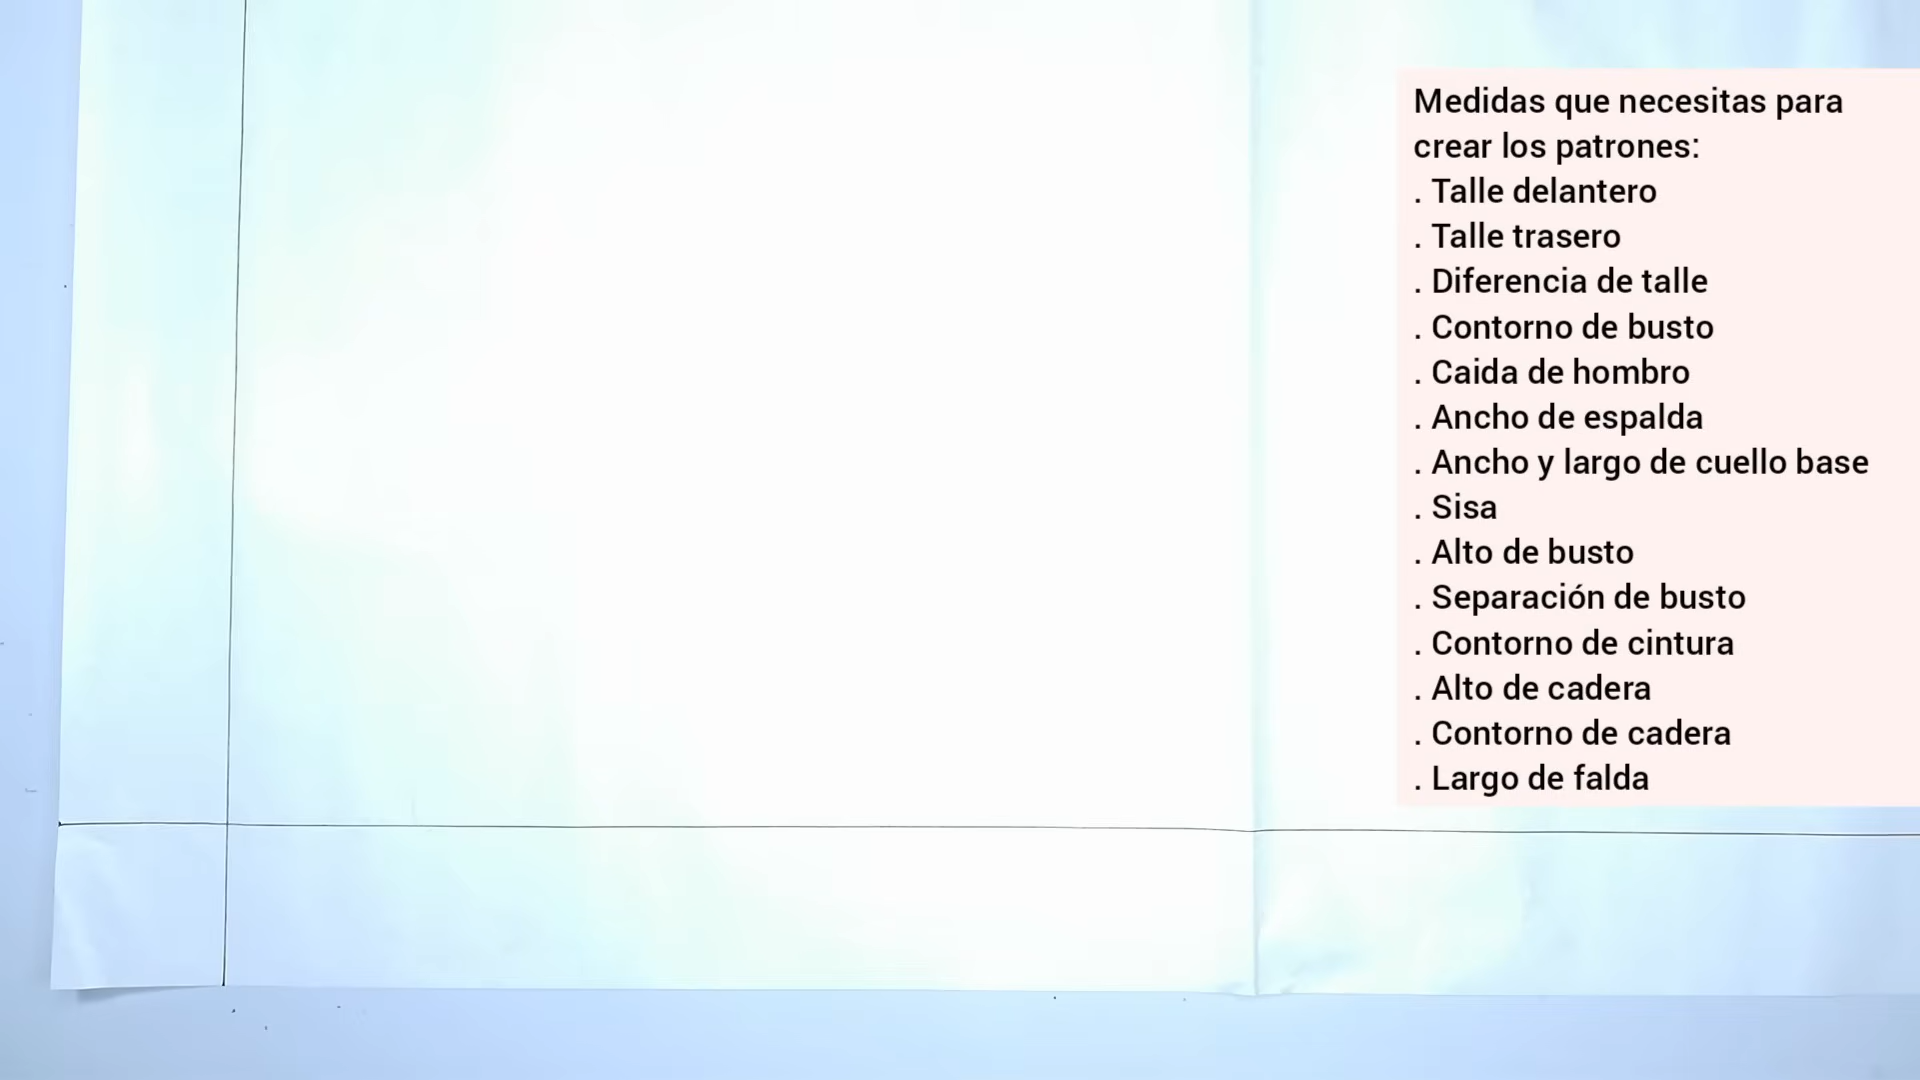 Medidas que necesitas para
crear los patrones:
. Talle delantero
. Talle trasero
. Diferencia de talle
. Contorno de busto
. Caida de hombro
. Ancho de espalda
. Ancho y largo de cuello base
. Sisa
. Alto de busto
. Separación de busto
. Contorno de cintura
. Alto de cadera
. Contorno de cadera
. Largo de falda